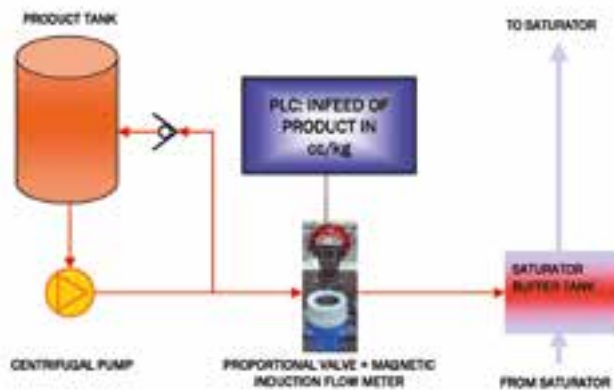 PRODUCT TANK
TO SATURATOR
PLC: INFEED OF
PRODUCT IN
cc/kg
SATURATOR
BUFFER TANK
CENTRIFUGAL PUMP
PROPORTIONAL VALVE + MAGNETIC
INDUCTION FLOW METER
FROM SATURATOR